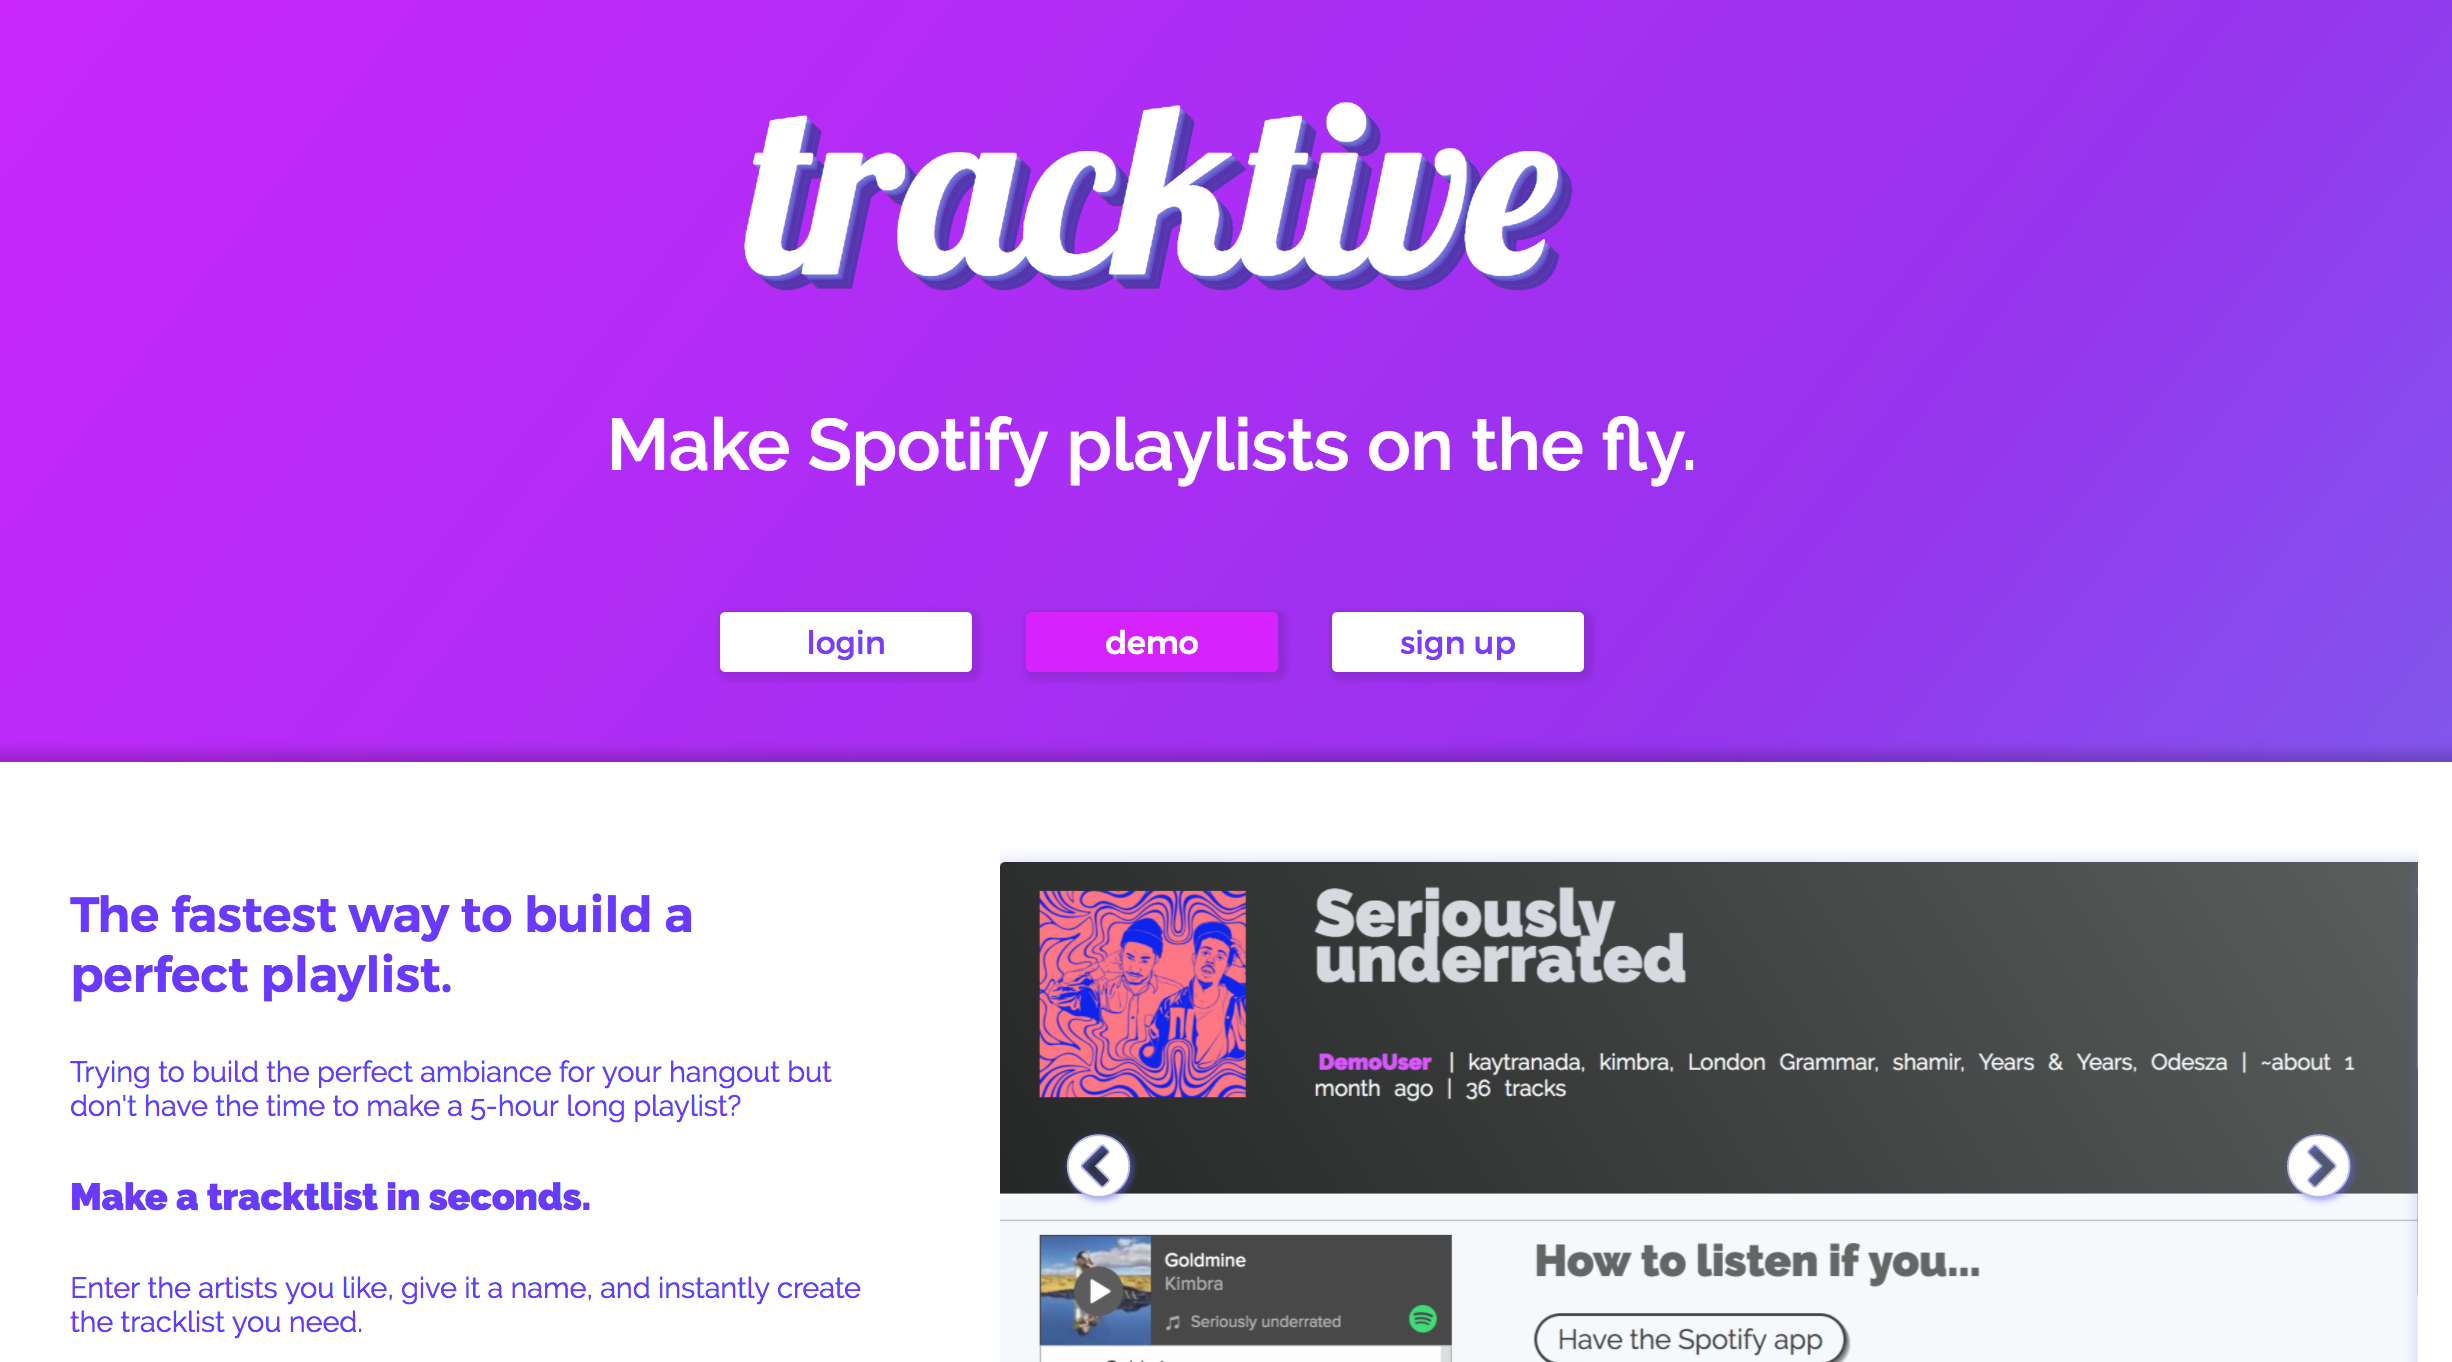 tracktive
Make Spotify playlists on the fly.
login
demo
sign up
The fastest way to build a
perfect playlist.
Trying to build the perfect ambiance for your hangout but
don't have the time to make a 5-hour long playlist?
Make a tracktlist in seconds.
Enter the artists you like, give it a name, and instantly create
the tracklist you need.
Seriously
underrated
DemoUser | kaytranada, kimbra, London Grammar, shamir, Years & Years, Odesza | ~about 1
month ago | 36 tracks
Goldmine
Kimbra
Seriously underrated
How to listen if you...
Have the Spotify app